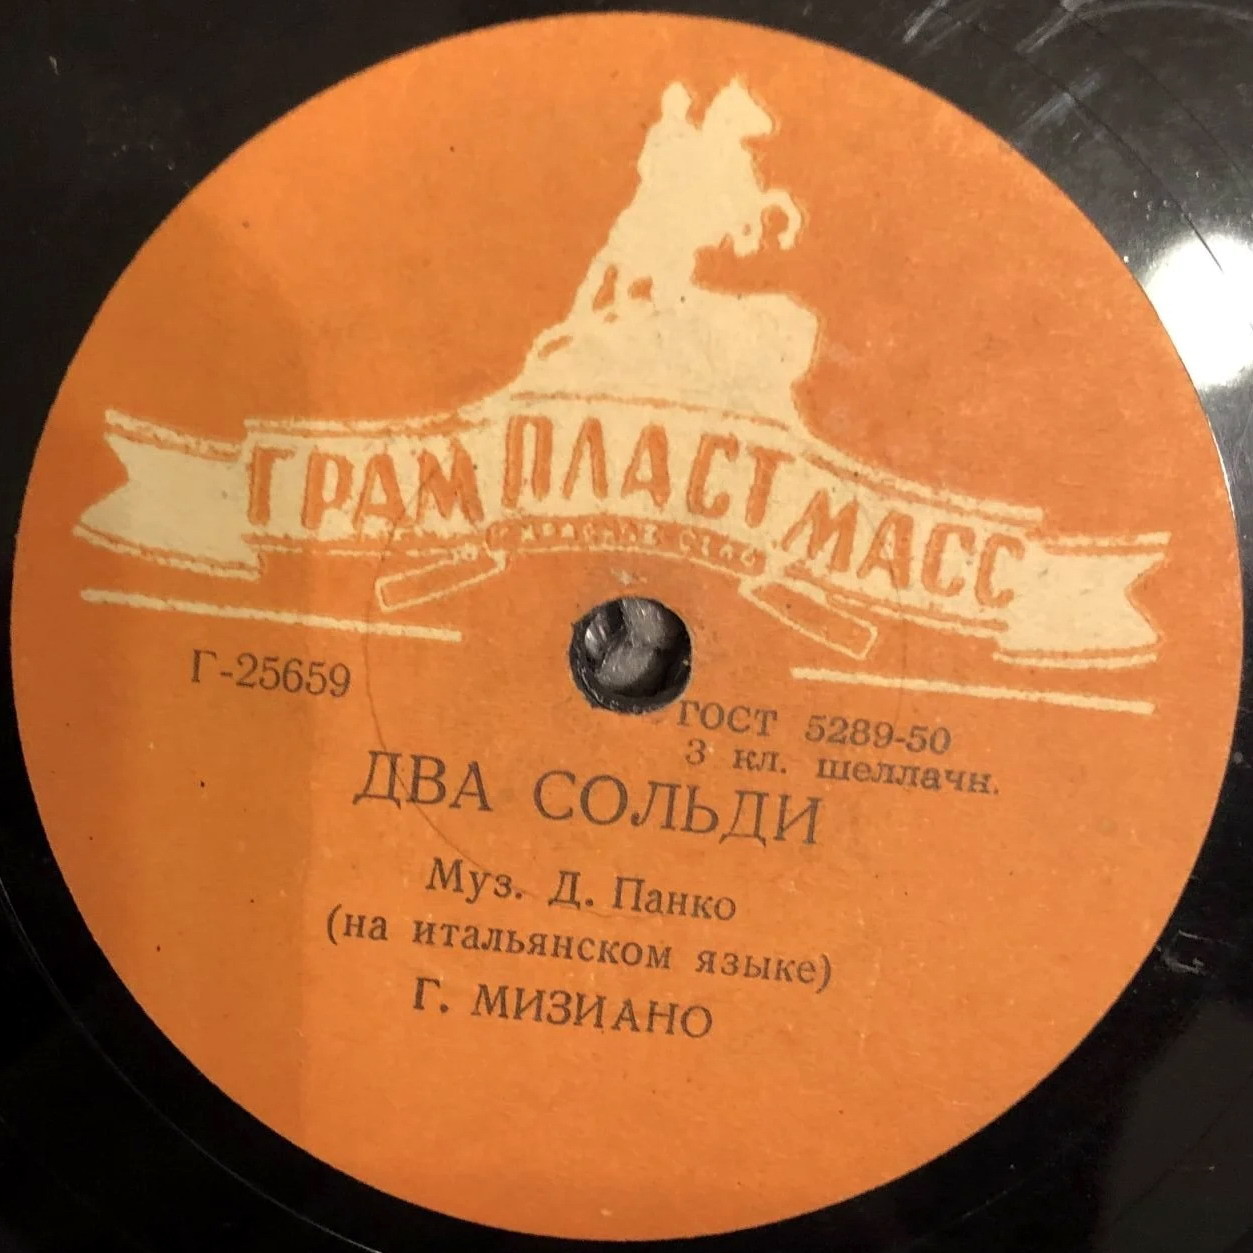 ГРАМПЛАСТМАСС
Г-25659
ГОСТ 5289-50
3 кл. шеллачн.
ДВА СОЛЬДИ
Муз. Д. Панко
(на итальянском языке)
Г. МИЗИАНО